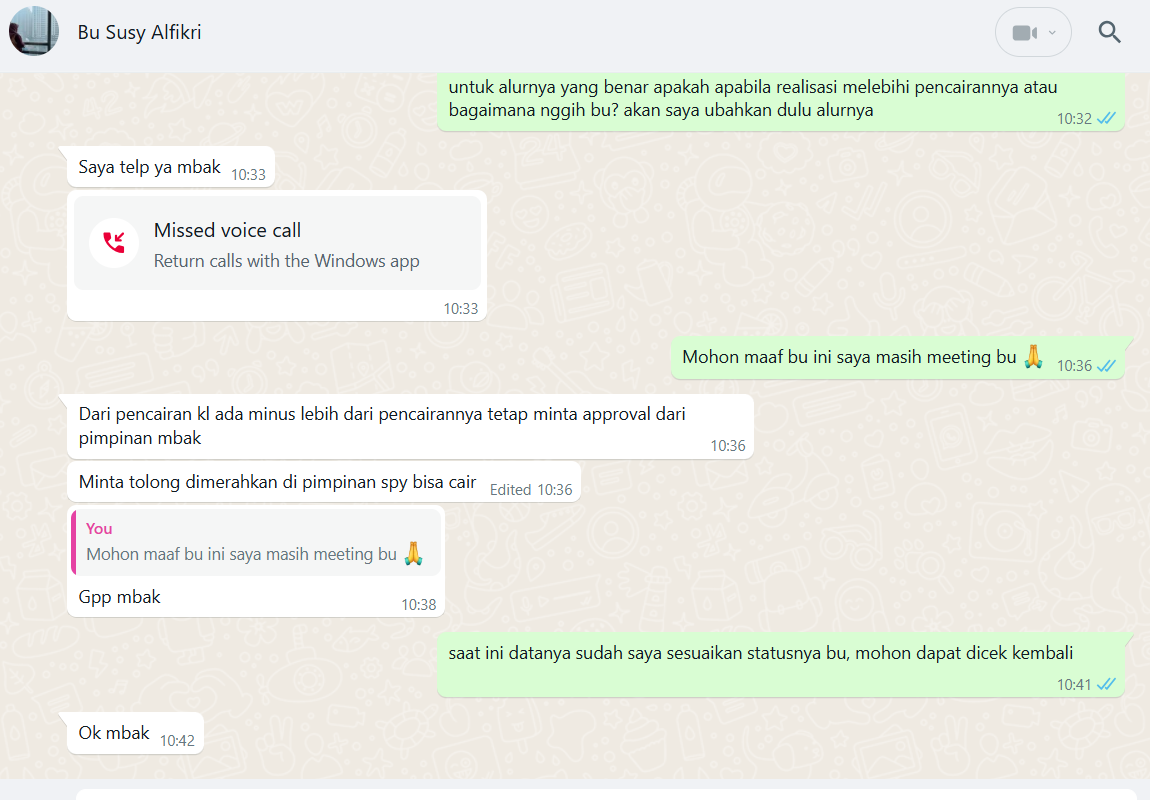 Bu Susy Alfikri
untuk alurnya yang benar apakah apabila realisasi melebihi pencairannya atau
bagaimana nggih bu? akan saya ubahkan dulu alurnya
10:32
Saya telp ya mbak
10:33
Missed voice call
Return calls with the Windows app
10:33
Mohon maaf bu ini saya masih meeting bu 🙏
10:36
Dari pencairan kl ada minus lebih dari pencairannya tetap minta approval dari
pimpinan mbak
10:36
Minta tolong dimerahkan di pimpinan spy bisa cair
Edited 10:36
You
Mohon maaf bu ini saya masih meeting bu 🙏
Gpp mbak
10:38
saat ini datanya sudah saya sesuaikan statusnya bu, mohon dapat dicek kembali
10:41
Ok mbak
10:42